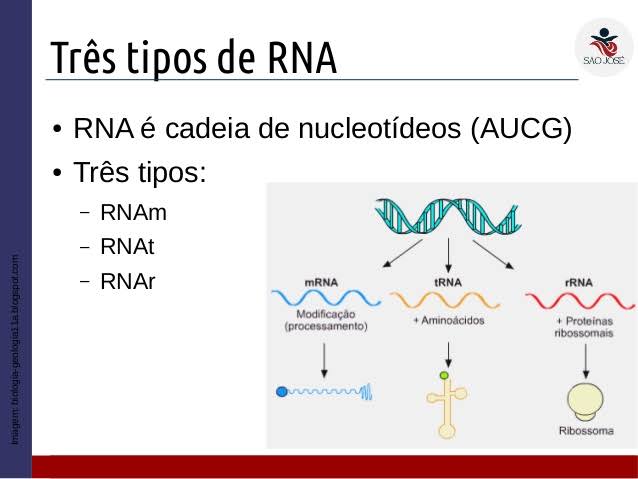 Três tipos de RNA
SAO JOSÉ
● RNA é cadeia de nucleotídeos (AUCG)
● Três tipos:
– RNAm
– RNAt
– RNAr
mRNA
tRNA
rRNA
Modificação
(processamento)
+ Aminoácidos
+ Proteínas
ribossomais
Ribossoma
Imagem: biologia-geologia11a.blogspot.com